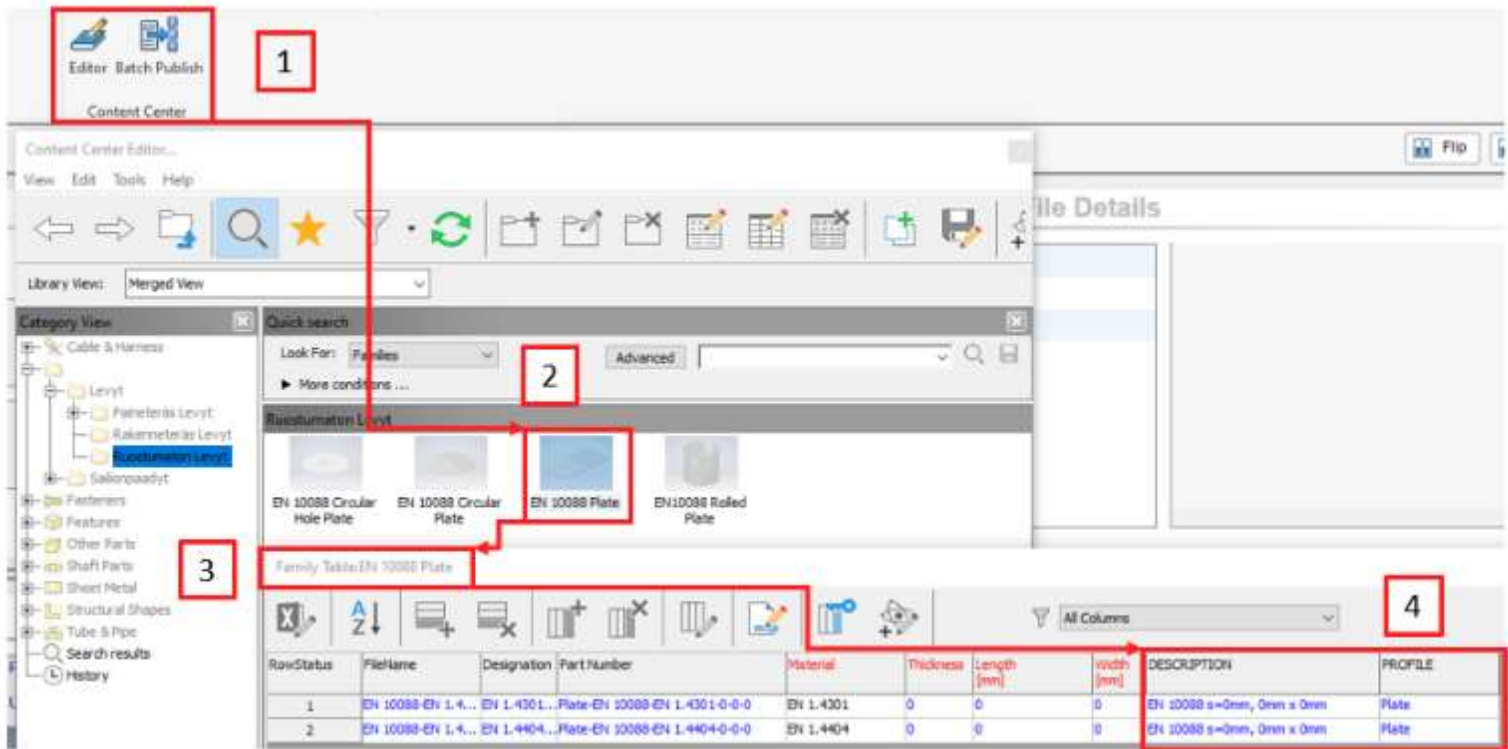 Editor Batch Publish
1
Content Center
Content Center Editor...
Flip
View Edit Tools Help
ile Details
Library View: Merged View
Category View
Quick search
Cable & Harness
Look For: Families
Advanced
2
More conditions ...
Levyt
Paineteräs Levyt
Ruostumaton Levyt
Rakenneteräs Levyt
Ruostumaton Levyt
Säiliönpäädyt
Fasteners
EN 10088 Circular Hole Plate
EN 10088 Circular Plate
EN 10088 Plate
EN10088 Rolled Plate
Features
Other Parts
3
Shaft Parts
Family Table:EN 10088 Plate
Sheet Metal
Structural Shapes
All Columns
4
Tube & Pipe
Search results
History
RowStatus FileName Designation Part Number Material Thickness Length [mm] Width [mm] DESCRIPTION PROFILE
1 EN 10088-EN 1.4... EN 1.4301... Plate-EN 10088-EN 1.4301-0-0-0 EN 1.4301 0 0 0 EN 10088 s=0mm, 0mm x 0mm Plate
2 EN 10088-EN 1.4... EN 1.4404... Plate-EN 10088-EN 1.4404-0-0-0 EN 1.4404 0 0 0 EN 10088 s=0mm, 0mm x 0mm Plate